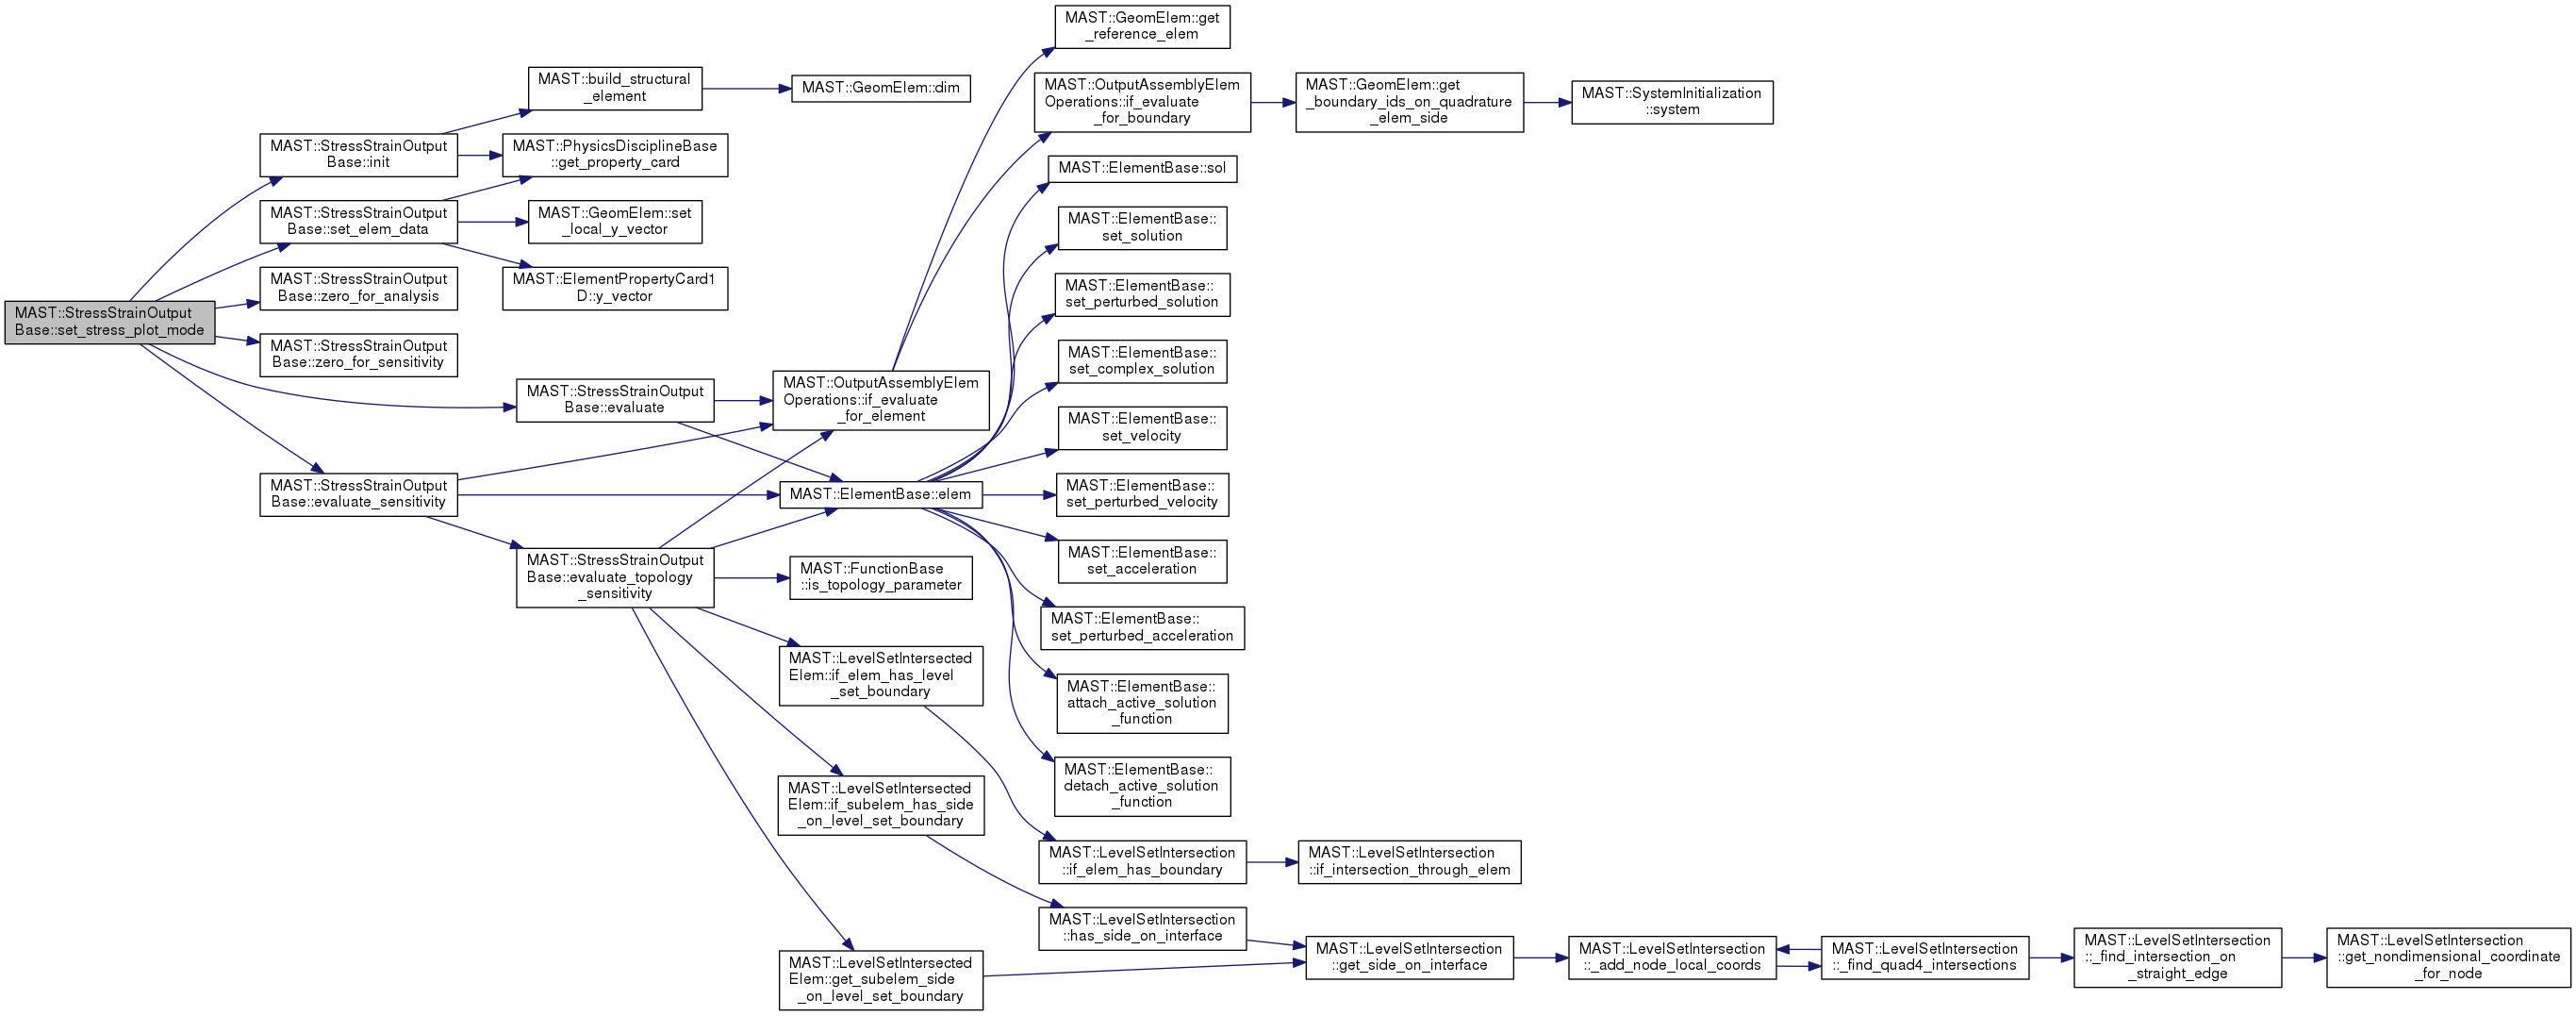 MAST::StressStrainOutput
Base::set_stress_plot_mode
MAST::StressStrainOutput
Base::init
MAST::build_structural
_element
MAST::GeomElem::dim
MAST::PhysicsDisciplineBase
::get_property_card
MAST::StressStrainOutput
Base::set_elem_data
MAST::GeomElem::set
_local_y_vector
MAST::ElementPropertyCard1
D::y_vector
MAST::StressStrainOutput
Base::zero_for_analysis
MAST::StressStrainOutput
Base::zero_for_sensitivity
MAST::StressStrainOutput
Base::evaluate
MAST::StressStrainOutput
Base::evaluate_sensitivity
MAST::StressStrainOutput
Base::evaluate_topology
_sensitivity
MAST::OutputAssemblyElem
Operations::if_evaluate
_for_element
MAST::ElementBase::elem
MAST::FunctionBase
::is_topology_parameter
MAST::LevelSetIntersected
Elem::if_elem_has_level
_set_boundary
MAST::LevelSetIntersected
Elem::if_subelem_has_side
_on_level_set_boundary
MAST::LevelSetIntersected
Elem::get_subelem_side
_on_level_set_boundary
MAST::GeomElem::get
_reference_elem
MAST::OutputAssemblyElem
Operations::if_evaluate
_for_boundary
MAST::GeomElem::get
_boundary_ids_on_quadrature
_elem_side
MAST::SystemInitialization
::system
MAST::ElementBase::sol
MAST::ElementBase::
set_solution
MAST::ElementBase::
set_perturbed_solution
MAST::ElementBase::
set_complex_solution
MAST::ElementBase::
set_velocity
MAST::ElementBase::
set_perturbed_velocity
MAST::ElementBase::
set_acceleration
MAST::ElementBase::
set_perturbed_acceleration
MAST::ElementBase::
attach_active_solution
_function
MAST::ElementBase::
detach_active_solution
_function
MAST::LevelSetIntersection
::if_elem_has_boundary
MAST::LevelSetIntersection
::if_intersection_through_elem
MAST::LevelSetIntersection
::has_side_on_interface
MAST::LevelSetIntersection
::get_side_on_interface
MAST::LevelSetIntersection
::_add_node_local_coords
MAST::LevelSetIntersection
::_find_quad4_intersections
MAST::LevelSetIntersection
::_find_intersection_on
_straight_edge
MAST::LevelSetIntersection
::get_nondimensional_coordinate
_for_node